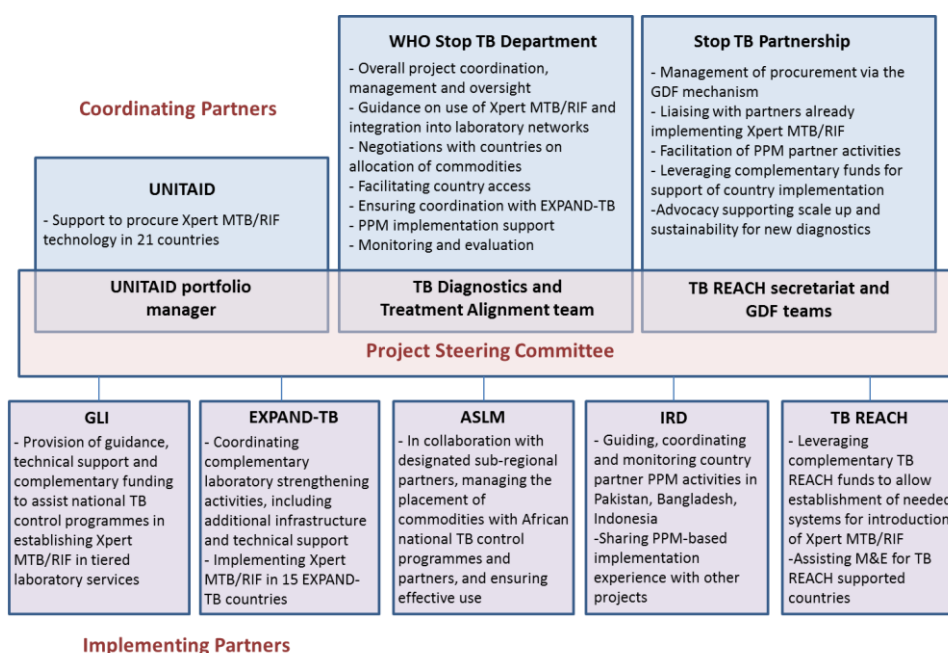 Coordinating Partners
UNITAID
- Support to procure Xpert MTB/RIF
technology in 21 countries
WHO Stop TB Department
- Overall project coordination,
management and oversight
- Guidance on use of Xpert MTB/RIF and
integration into laboratory networks
- Negotiations with countries on
allocation of commodities
- Facilitating country access
- Ensuring coordination with EXPAND-TB
- PPM implementation support
- Monitoring and evaluation
Stop TB Partnership
- Management of procurement via the
GDF mechanism
- Liaising with partners already
implementing Xpert MTB/RIF
- Facilitation of PPM partner activities
- Leveraging complementary funds for
support of country implementation
-Advocacy supporting scale up and
sustainability for new diagnostics
UNITAID portfolio
manager
TB Diagnostics and
Treatment Alignment team
TB REACH secretariat and
GDF teams
Project Steering Committee
GLI
- Provision of guidance,
technical support and
complementary funding
to assist national TB
control programmes in
establishing Xpert
MTB/RIF in tiered
laboratory services
EXPAND-TB
- Coordinating
complementary
laboratory strengthening
activities, including
additional infrastructure
and technical support
- Implementing Xpert
MTB/RIF in 15 EXPAND-
TB countries
ASLM
- In collaboration with
designated sub-regional
partners, managing the
placement of
commodities with African
national TB control
programmes and
partners, and ensuring
effective use
IRD
- Guiding, coordinating
and monitoring country
partner PPM activities in
Pakistan, Bangladesh,
Indonesia
-Sharing PPM-based
implementation
experience with other
projects
TB REACH
- Leveraging
complementary TB
REACH funds to allow
establishment of needed
systems for introduction
of Xpert MTB/RIF
-Assisting M&E for TB
REACH supported
countries
Implementing Partners